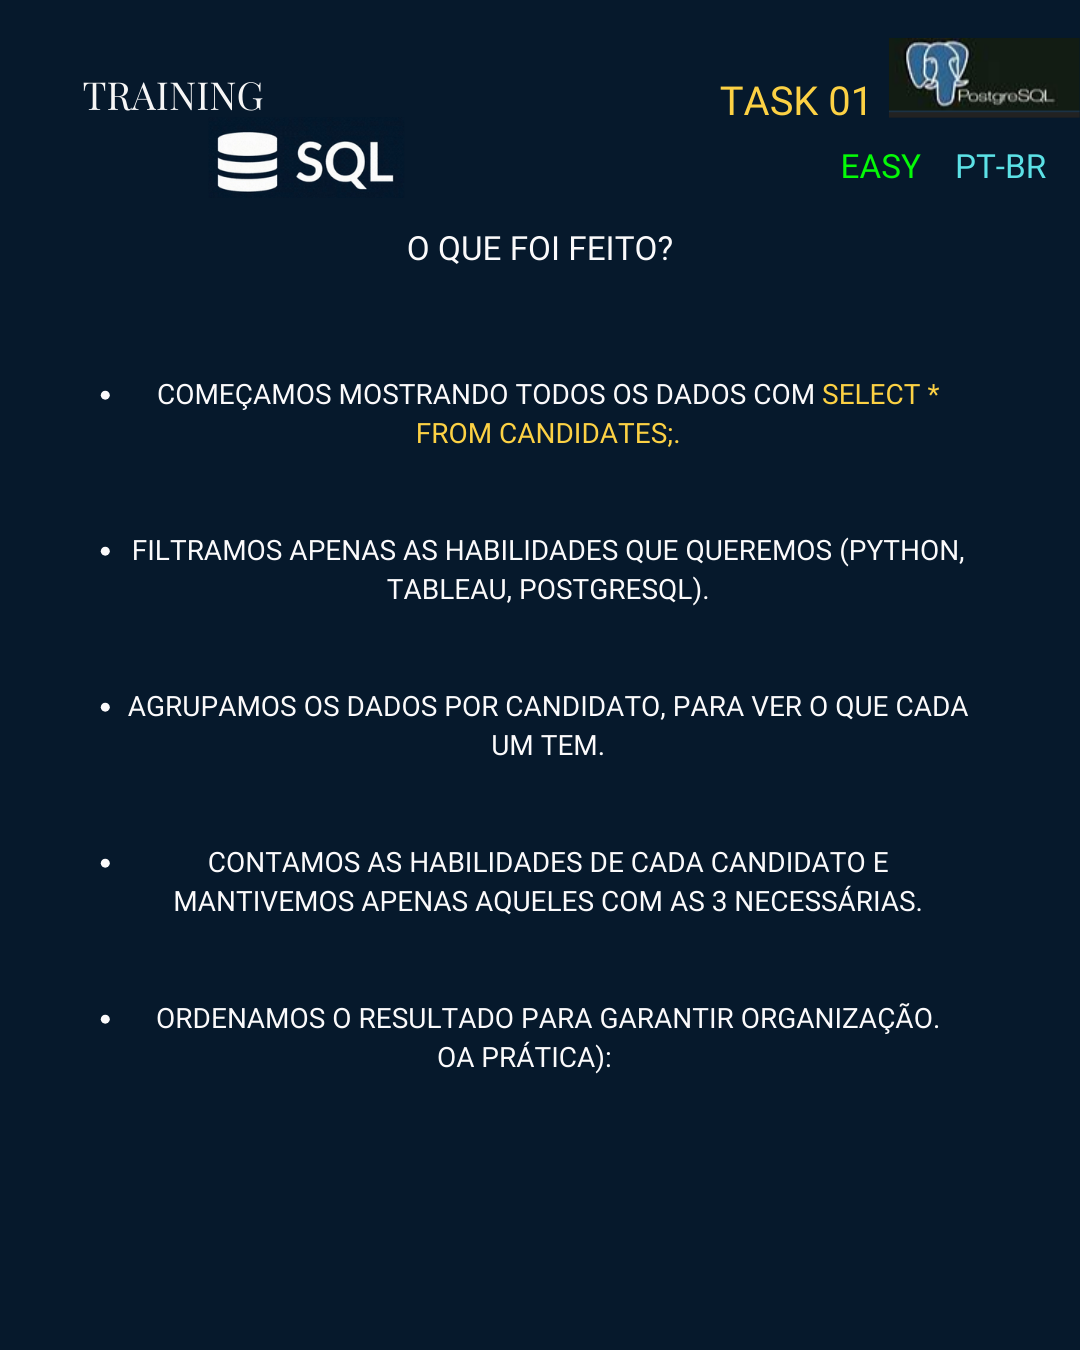 TRAINING
SQL
TASK 01
PostgreSQL
EASY PT-BR
O QUE FOI FEITO?
• COMEÇAMOS MOSTRANDO TODOS OS DADOS COM SELECT *
FROM CANDIDATES;.
• FILTRAMOS APENAS AS HABILIDADES QUE QUEREMOS (PYTHON,
TABLEAU, POSTGRESQL).
• AGRUPAMOS OS DADOS POR CANDIDATO, PARA VER O QUE CADA
UM TEM.
• CONTAMOS AS HABILIDADES DE CADA CANDIDATO E
MANTIVEMOS APENAS AQUELES COM AS 3 NECESSÁRIAS.
• ORDENAMOS O RESULTADO PARA GARANTIR ORGANIZAÇÃO.
OA PRÁTICA):